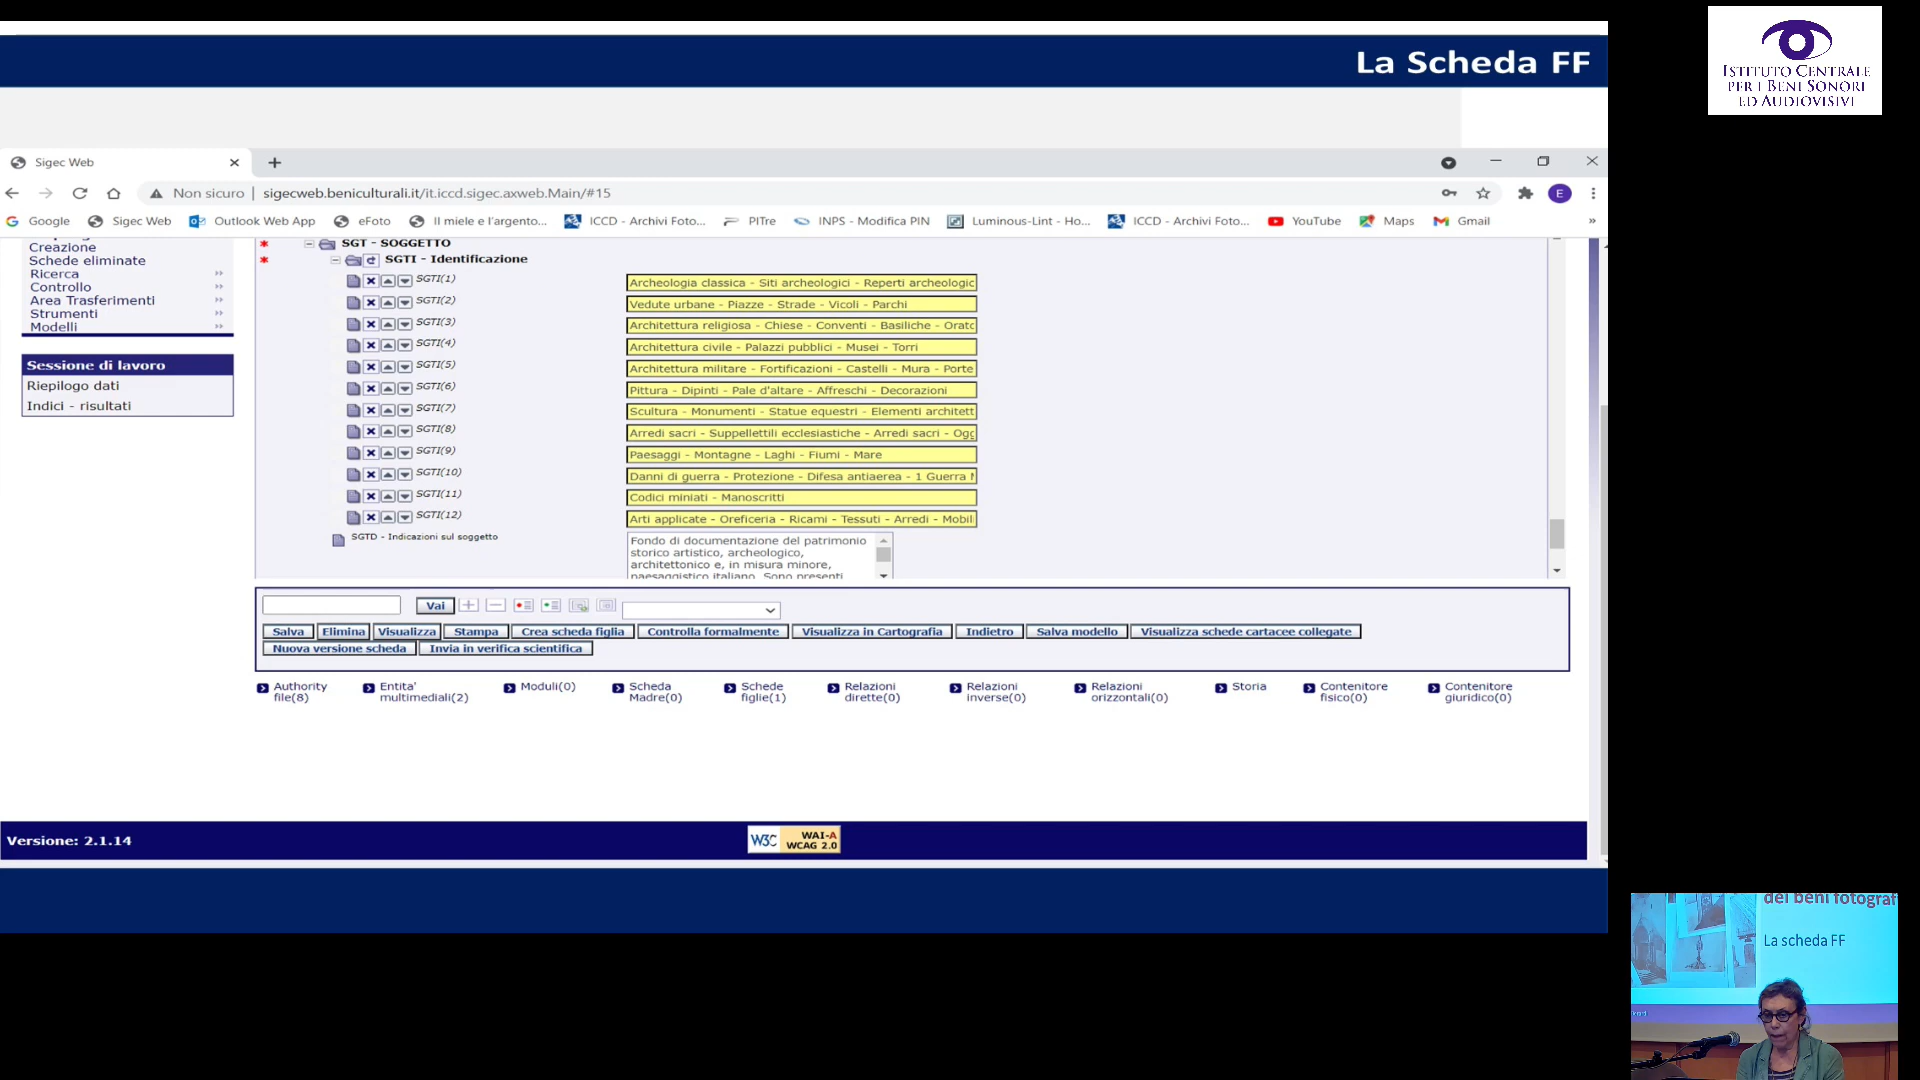 La Scheda FF
ISTITUTO CENTRALE
PER I BENI SONORI
ED AUDIOVISIVI
Sigec Web
Non sicuro | sigecweb.beniculturali.it/it.iccd.sigec.axweb.Main/#15
E
Google Sigec Web Outlook Web App eFoto Il miele e l'argento... ICCD - Archivi Foto... PITre INPS - Modifica PIN Luminous-Lint - Ho... ICCD - Archivi Foto... YouTube Maps Gmail »
Creazione
Schede eliminate
Ricerca
Controllo
Area Trasferimenti
Strumenti
Modelli
Sessione di lavoro
Riepilogo dati
Indici - risultati
* SGT - SOGGETTO
* SGTI - Identificazione
SGTI(1) Archeologia classica - Siti archeologici - Reperti archeologic
SGTI(2) Vedute urbane - Piazze - Strade - Vicoli - Parchi
SGTI(3) Architettura religiosa - Chiese - Conventi - Basiliche - Orato
SGTI(4) Architettura civile - Palazzi pubblici - Musei - Torri
SGTI(5) Architettura militare - Fortificazioni - Castelli - Mura - Porte
SGTI(6) Pittura - Dipinti - Pale d'altare - Affreschi - Decorazioni
SGTI(7) Scultura - Monumenti - Statue equestri - Elementi architett
SGTI(8) Arredi sacri - Suppellettili ecclesiastiche - Arredi sacri - Ogg
SGTI(9) Paesaggi - Montagne - Laghi - Fiumi - Mare
SGTI(10) Danni di guerra - Protezione - Difesa antiaerea - 1 Guerra
SGTI(11) Codici miniati - Manoscritti
SGTI(12) Arti applicate - Oreficeria - Ricami - Tessuti - Arredi - Mobil
SGTD - Indicazioni sul soggetto
Fondo di documentazione del patrimonio
storico artistico, archeologico,
architettonico e, in misura minore,
paesaggistico italiano. Sono presenti
Vai
Salva Elimina Visualizza Stampa Crea scheda figlia Controlla formalmente Visualizza in Cartografia Indietro Salva modello Visualizza schede cartacee collegate
Nuova versione scheda Invia in verifica scientifica
Authority file(8)
Entita' multimediali(2)
Moduli(0)
Scheda Madre(0)
Schede figlie(1)
Relazioni dirette(0)
Relazioni inverse(0)
Relazioni orizzontali(0)
Storia
Contenitore fisico(0)
Contenitore giuridico(0)
Versione: 2.1.14
W3C WAI-A
WCAG 2.0
dei beni fotograf
La scheda FF